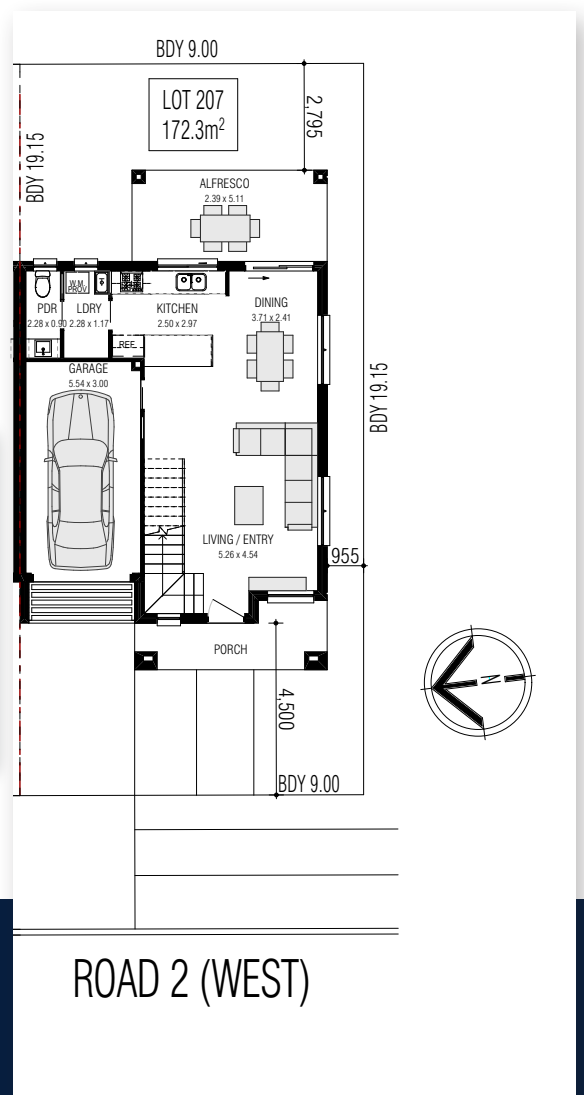 BDY 9.00
LOT 207
172.3m²
2,795
BDY 19.15
ALFRESCO
2.39 x 5.11
W.M.
PROV
PDR
2.28 x 0.90
LDRY
2.28 x 1.17
KITCHEN
2.50 x 2.97
DINING
3.71 x 2.41
REF.
GARAGE
5.54 x 3.00
BDY 19.15
LIVING / ENTRY
5.26 x 4.54
955
PORCH
N
4,500
BDY 9.00
ROAD 2 (WEST)